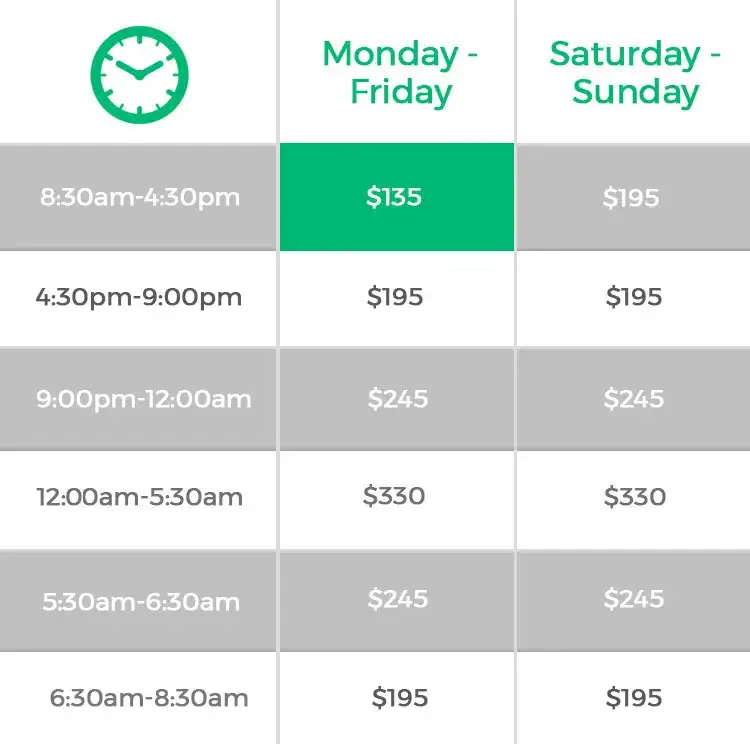 Monday -
Friday
Saturday -
Sunday
8:30am-4:30pm
$135
$195
4:30pm-9:00pm
$195
$195
9:00pm-12:00am
$245
$245
12:00am-5:30am
$330
$330
5:30am-6:30am
$245
$245
6:30am-8:30am
$195
$195